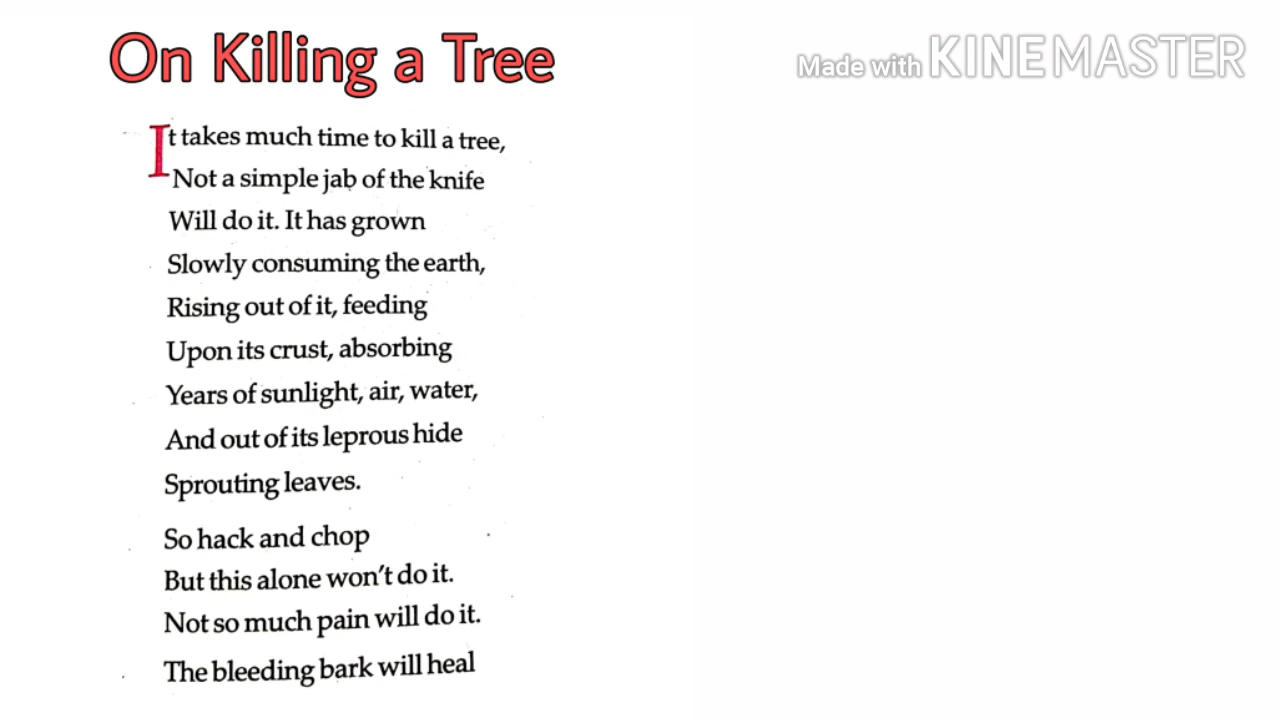 On Killing a Tree
Made with KINEMASTER
It takes much time to kill a tree,
Not a simple jab of the knife
Will do it. It has grown
Slowly consuming the earth,
Rising out of it, feeding
Upon its crust, absorbing
Years of sunlight, air, water,
And out of its leprous hide
Sprouting leaves.
So hack and chop
But this alone won't do it.
Not so much pain will do it.
The bleeding bark will heal